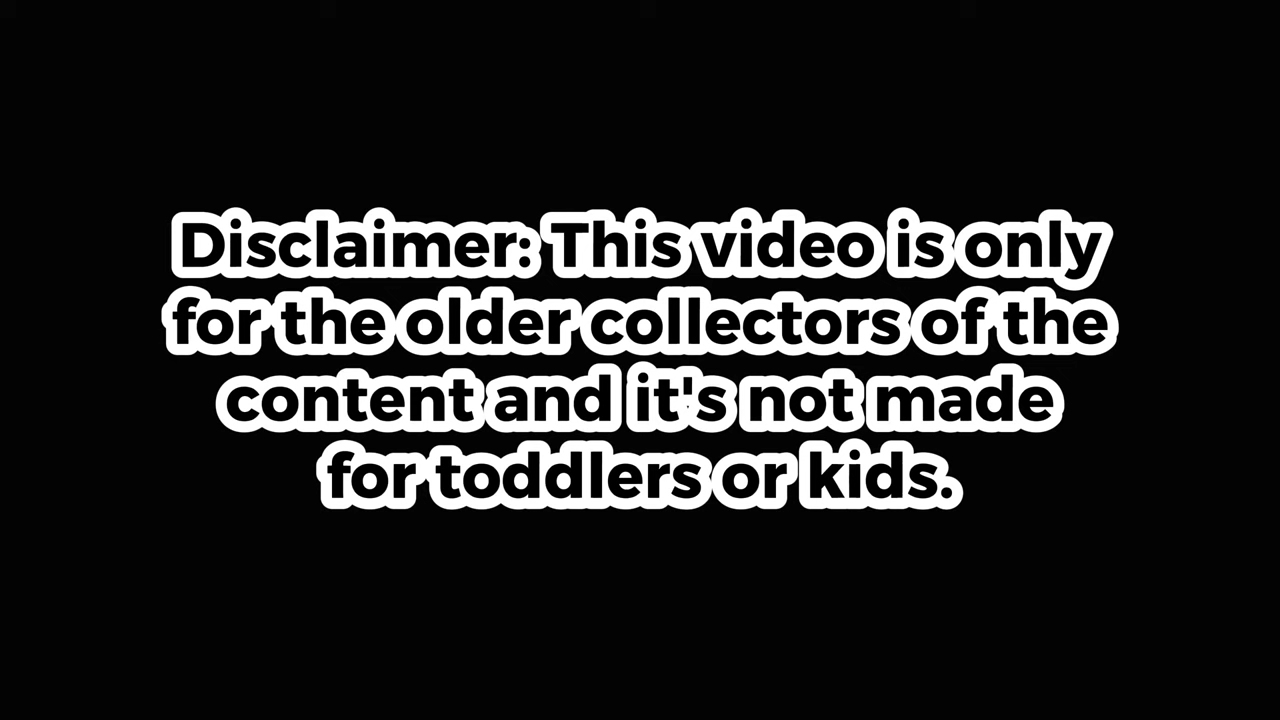 Disclaimer: This video is only
for the older collectors of the
content and it's not made
for toddlers or kids.